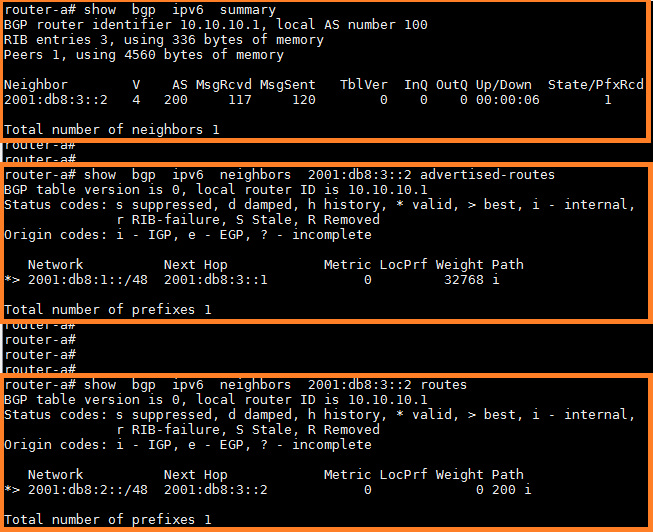 router-a# show bgp ipv6 summary
BGP router identifier 10.10.10.1, local AS number 100
RIB entries 3, using 336 bytes of memory
Peers 1, using 4560 bytes of memory
Neighbor V AS MsgRcvd MsgSent TblVer InQ OutQ Up/Down State/PfxRcd
2001:db8:3::2 4 200 117 120 0 0 0 00:00:06 1
Total number of neighbors 1
router-a#
router-a#
router-a# show bgp ipv6 neighbors 2001:db8:3::2 advertised-routes
BGP table version is 0, local router ID is 10.10.10.1
Status codes: s suppressed, d damped, h history, * valid, > best, i - internal,
r RIB-failure, S Stale, R Removed
Origin codes: i - IGP, e - EGP, ? - incomplete
Network Next Hop Metric LocPrf Weight Path
*> 2001:db8:1::/48 2001:db8:3::1 0 32768 i
Total number of prefixes 1
router-a#
router-a#
router-a#
router-a#
router-a# show bgp ipv6 neighbors 2001:db8:3::2 routes
BGP table version is 0, local router ID is 10.10.10.1
Status codes: s suppressed, d damped, h history, * valid, > best, i - internal,
r RIB-failure, S Stale, R Removed
Origin codes: i - IGP, e - EGP, ? - incomplete
Network Next Hop Metric LocPrf Weight Path
*> 2001:db8:2::/48 2001:db8:3::2 0 0 200 i
Total number of prefixes 1